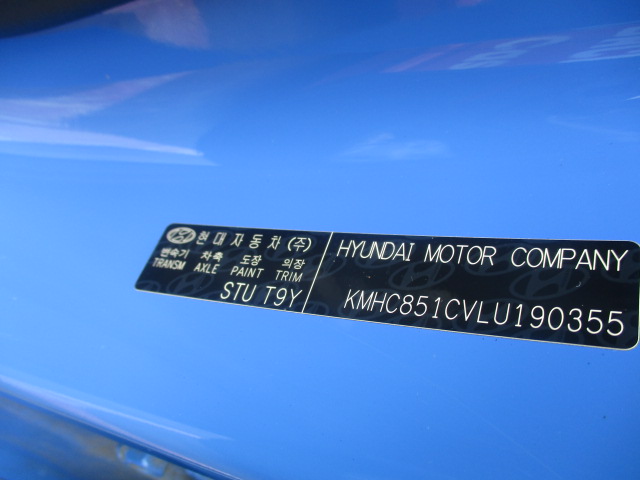 현대자동차(주)
변속기 차축 도장 의장
TRANSM AXLE PAINT TRIM
STU T9Y
HYUNDAI MOTOR COMPANY
KMHC851CVLU190355